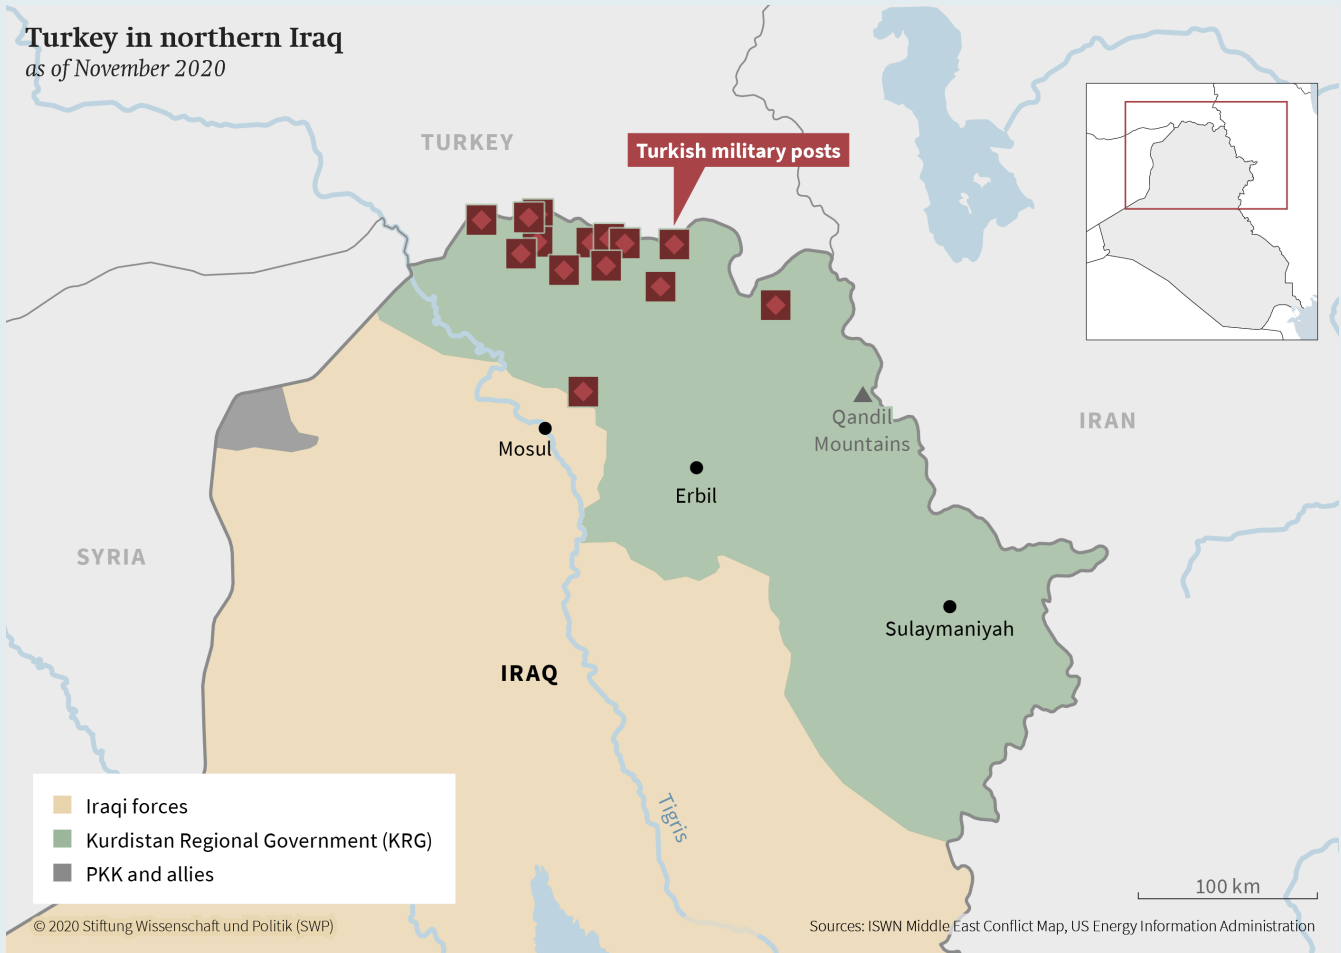 Turkey in northern Iraq
as of November 2020
TURKEY
Turkish military posts
Qandil
Mountains
IRAN
Mosul
Erbil
SYRIA
Sulaymaniyah
IRAQ
Tigris
Iraqi forces
Kurdistan Regional Government (KRG)
PKK and allies
100 km
© 2020 Stiftung Wissenschaft und Politik (SWP)
Sources: ISWN Middle East Conflict Map, US Energy Information Administration